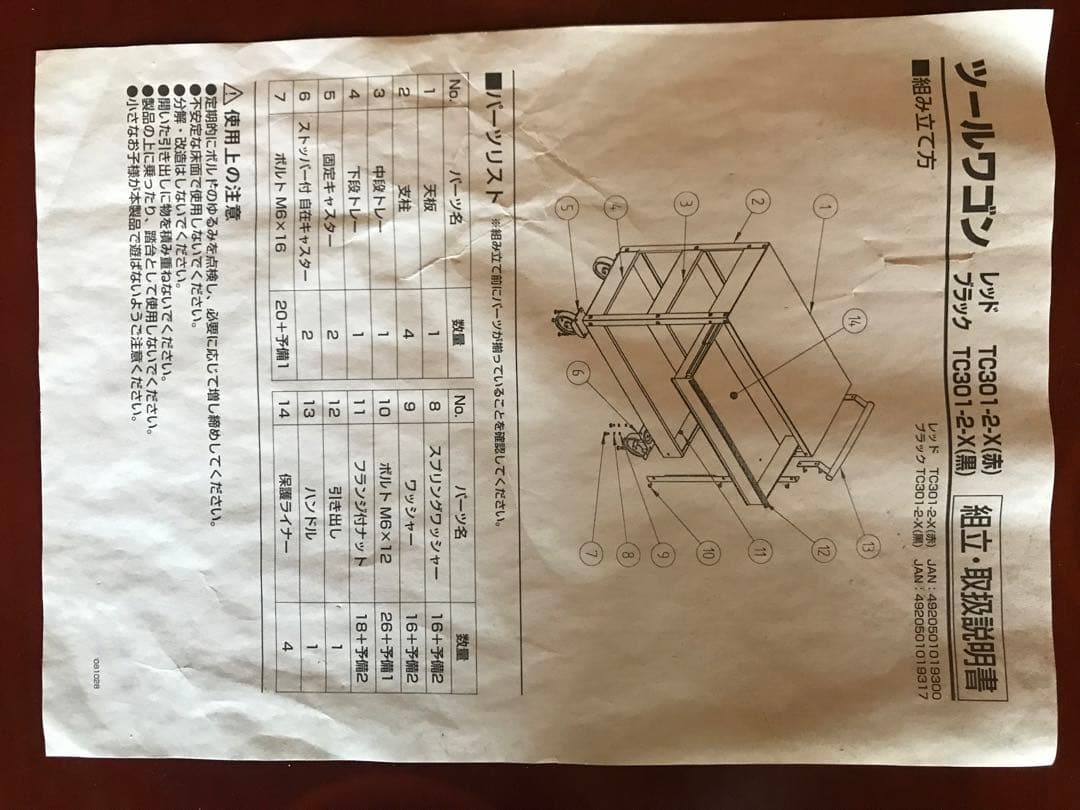 ツールワゴン レッド TC301-2-X(赤) 組立・取扱説明書
ブラック TC301-2-X(黒)
レッド TC301-2-X(赤) JAN：4920501019300
ブラック TC301-2-X(黒) JAN：4920501019317
■組み立て方
1
2
3
4
5
6
7
8
9
10
11
12
13
14
■パーツリスト ※組み立て前にパーツが揃っていることを確認してください。
No. パーツ名 数量 No. パーツ名 数量
1 天板 1 8 スプリングワッシャー 16＋予備2
2 支柱 4 9 ワッシャー 16＋予備2
3 中段トレー 1 10 ボルト M6×12 26＋予備1
4 下段トレー 1 11 フランジ付ナット 18＋予備2
5 固定キャスター 2 12 引き出し 1
6 ストッパー付自在キャスター 2 13 ハンドル 1
7 ボルト M6×16 20＋予備1 14 保護ライナー 4
⚠ 使用上の注意
●定期的にボルトのゆるみを点検し、必要に応じて増し締めしてください。
●不安定な床面で使用しないでください。
●分解・改造はしないでください。
●開いた引き出しに物を積み重ねないでください。
●製品の上に乗ったり、踏台として使用しないでください。
●小さなお子様が本製品で遊ばないようご注意ください。
'081028